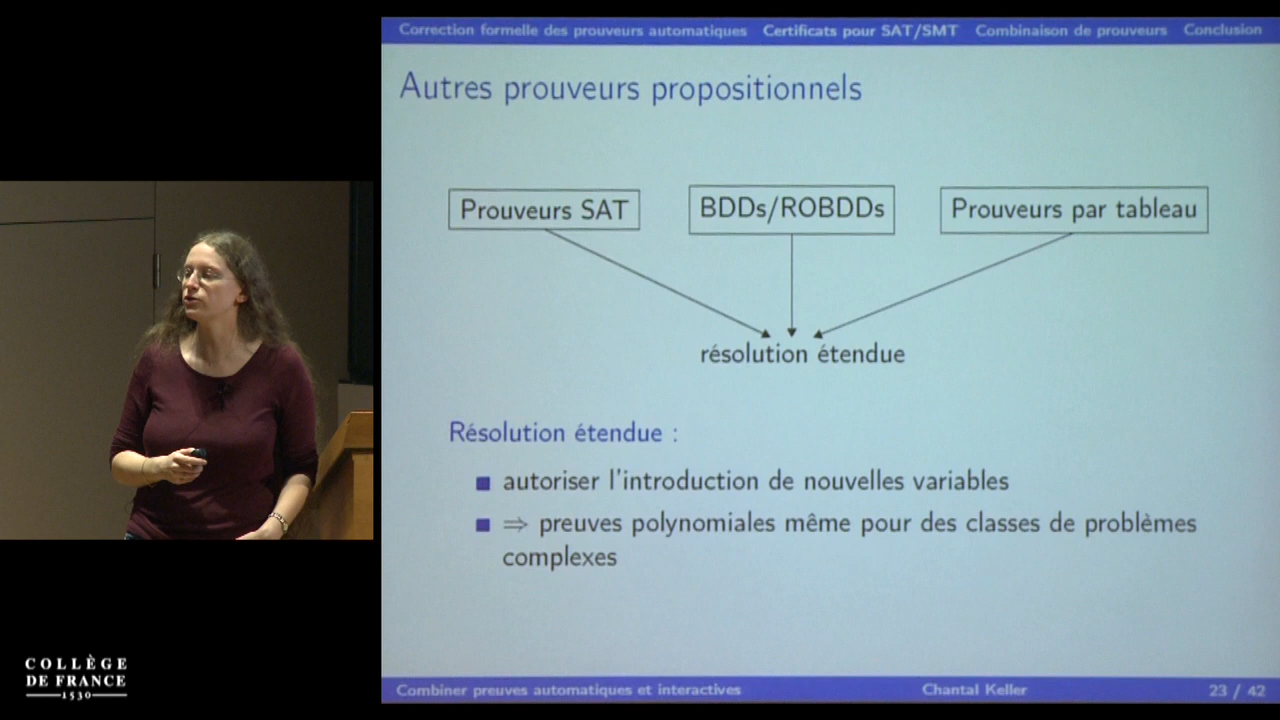 Correction formelle des prouveurs automatiques Certificats pour SAT/SMT Combinaison de prouveurs Conclusion
Autres prouveurs propositionnels
Prouveurs SAT BDDs/ROBDDs Prouveurs par tableau
résolution étendue
Résolution étendue :
autoriser l'introduction de nouvelles variables
⇒ preuves polynomiales même pour des classes de problèmes
complexes
Combiner preuves automatiques et interactives Chantal Keller 23 / 42
COLLÈGE
DE FRANCE
1530